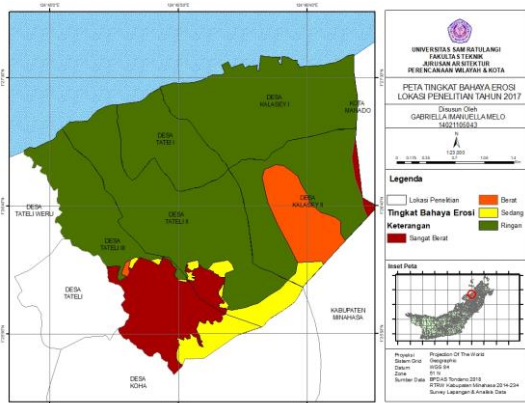 DESA
KALASEY I
KOTA
MANADO
DESA
TATELI I
DESA
TATELI WERU
DESA
TATELI II
DESA
KALASEY II
DESA
TATELI III
DESA
TATELI
KABUPATEN
MINAHASA
DESA
KOHA
UNIVERSITAS SAM RATULANGI
FAKULTAS TEKNIK
JURUSAN ARSITEKTUR
PERENCANAAN WILAYAH & KOTA
PETA TINGKAT BAHAYA EROSI
LOKASI PENELITIAN TAHUN 2017
Disusun Oleh
GABRIELLA IMANUELLA MELO
14021105043
N
Legenda
Lokasi Penelitian
Berat
Tingkat Bahaya Erosi
Sedang
Keterangan
Ringan
Sangat Berat
Inset Peta
Proyeksi Projection Of The World
Sistem Grid Geographic
Datum WGS 84
Zona 51 N
Sumber Data BPDAS Tondano 2016
RTRW Kabupaten Minahasa 2014-234
Survey Lapangan & Analisis Data